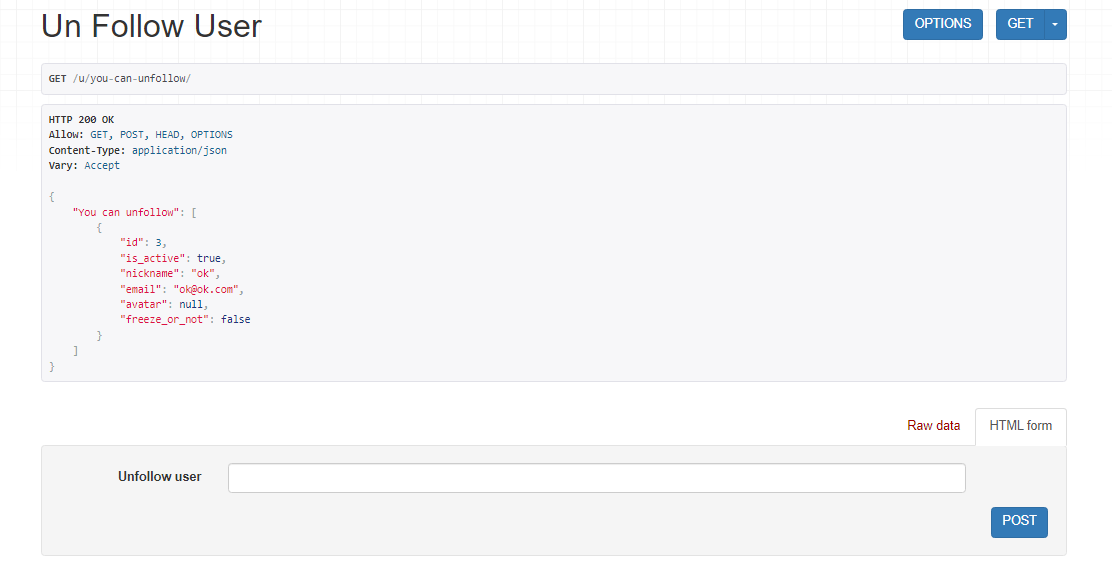 Un Follow User
OPTIONS
GET
GET /u/you-can-unfollow/
HTTP 200 OK
Allow: GET, POST, HEAD, OPTIONS
Content-Type: application/json
Vary: Accept
{
"You can unfollow": [
{
"id": 3,
"is_active": true,
"nickname": "ok",
"email": "ok@ok.com",
"avatar": null,
"freeze_or_not": false
}
]
}
Raw data
HTML form
Unfollow user
POST